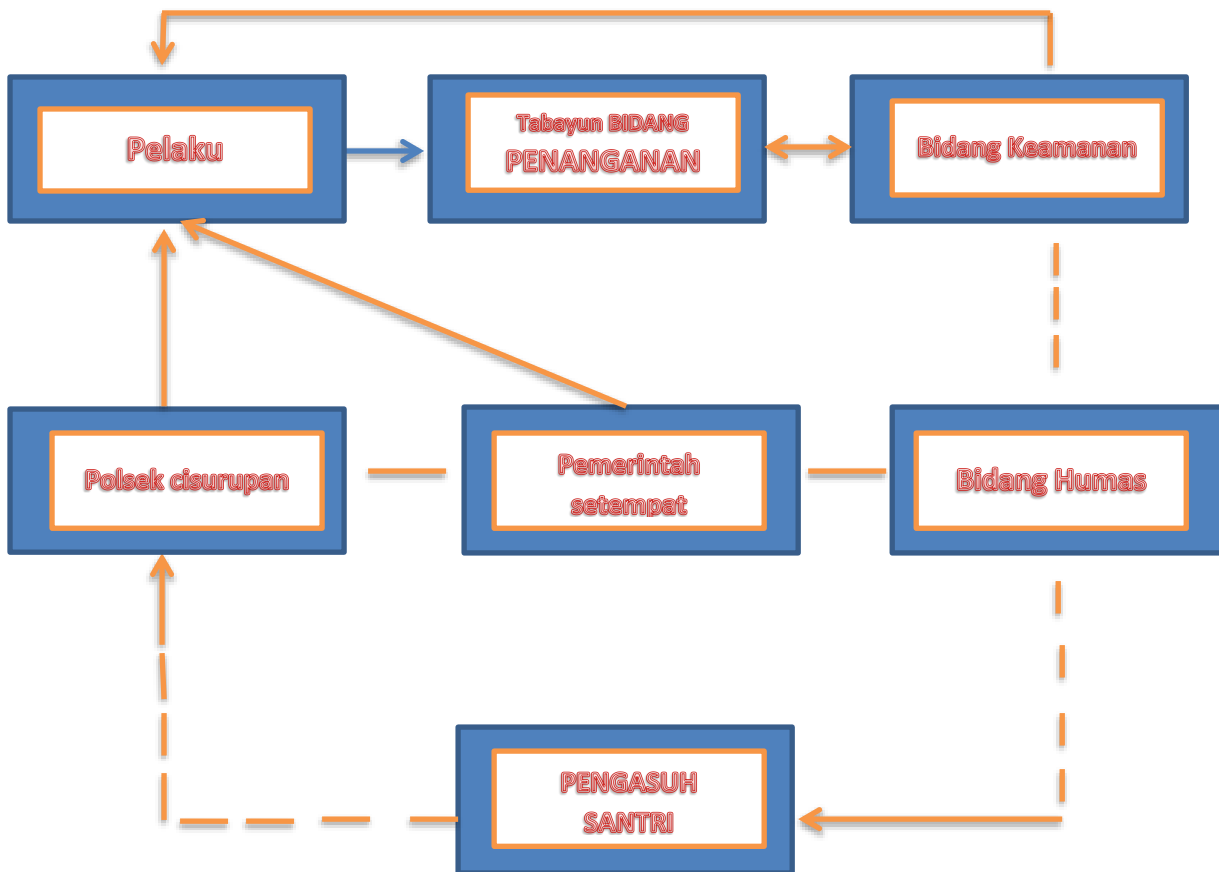 Pelaku
Tabayun BIDANG
PENANGANAN
Bidang Keamanan
Polsek cisurupan
Pemerintah
setempat
Bidang Humas
PENGASUH
SANTRI